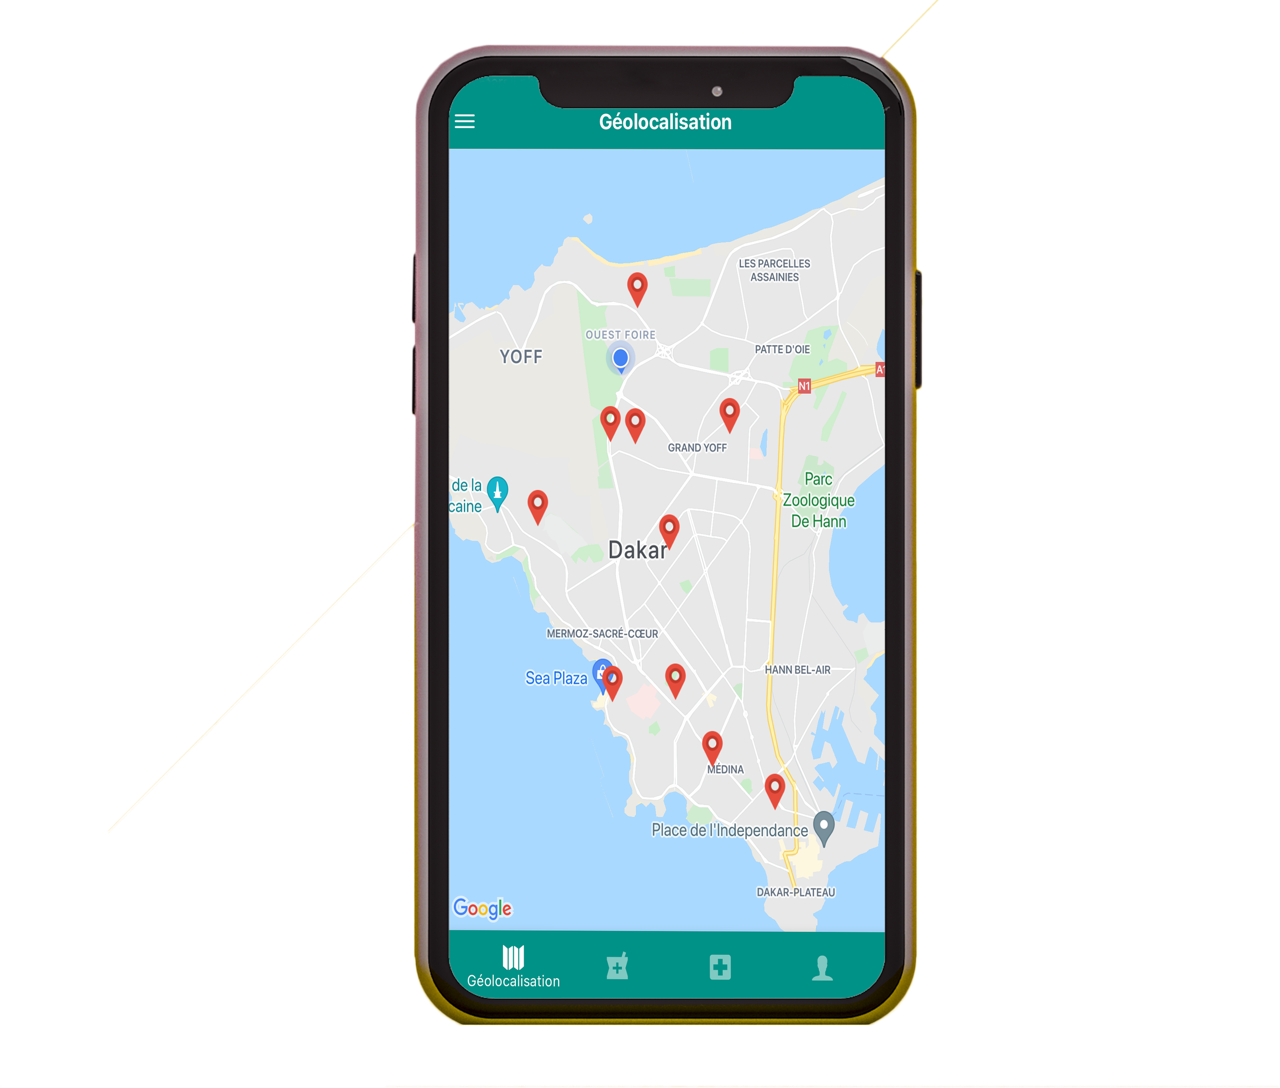 Géolocalisation
LES PARCELLES
ASSAINIES
OUEST FOIRE
YOFF
PATTE D'OIE
N1
A1
GRAND YOFF
de la
caine
Parc
Zoologique
De Hann
Dakar
MERMOZ-SACRÉ-CŒUR
Sea Plaza
HANN BEL-AIR
MÉDINA
Place de l'Independance
DAKAR-PLATEAU
Google
Géolocalisation